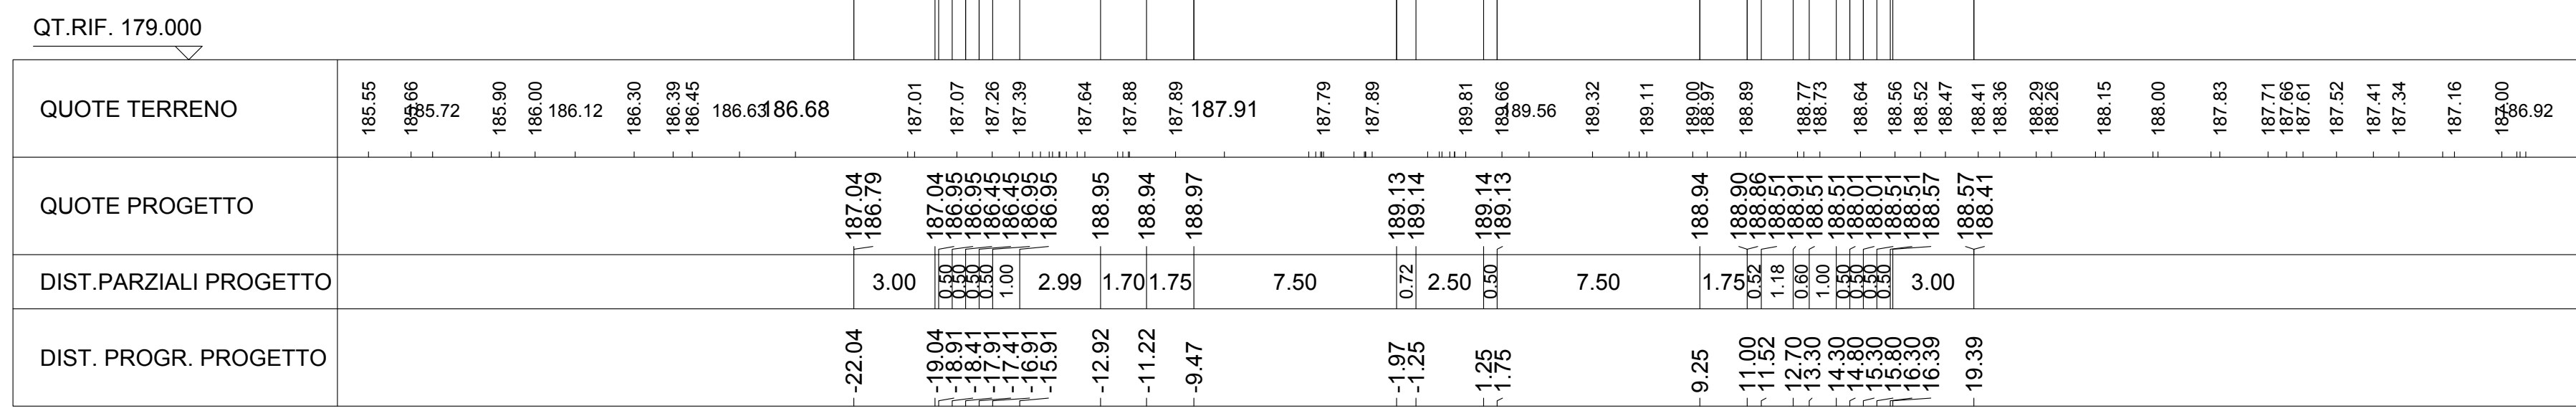 QT.RIF. 179.000
QUOTE TERRENO 185.55 185.66 185.72 185.90 186.00 186.12 186.30 186.39 186.45 186.63 186.68 187.01 187.07 187.26 187.39 187.64 187.88 187.89 187.91 187.79 187.89 189.81 189.66 189.56 189.32 189.11 189.00 188.97 188.89 188.77 188.73 188.64 188.56 188.52 188.47 188.41 188.36 188.29 188.26 188.15 188.00 187.83 187.71 187.66 187.61 187.52 187.41 187.34 187.16 187.00 186.92
QUOTE PROGETTO 187.04 186.79 187.04 186.95 186.95 186.45 186.45 186.95 186.95 188.95 188.94 188.97 189.13 189.14 189.14 189.13 188.94 188.90 188.86 188.51 188.91 188.51 188.51 188.01 188.01 188.51 188.51 188.57 188.57 188.41
DIST.PARZIALI PROGETTO 3.00 0.50 0.50 0.50 0.50 1.00 2.99 1.70 1.75 7.50 0.72 2.50 0.50 7.50 1.75 0.52 1.18 0.60 1.00 0.50 0.50 0.50 0.50 3.00
DIST. PROGR. PROGETTO -22.04 -19.04 -18.91 -18.41 -17.91 -17.41 -16.91 -15.91 -12.92 -11.22 -9.47 -1.97 -1.25 1.25 1.75 9.25 11.00 11.52 12.70 13.30 14.30 14.80 15.30 15.80 16.30 16.39 19.39